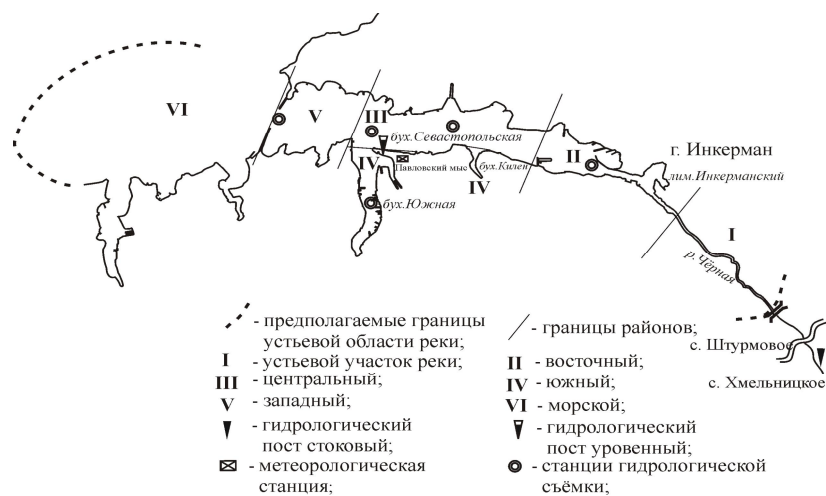 VI
V
III
бух.Севастопольская
IV
Павловский мыс
бух.Килен
IV
II
г. Инкерман
лим.Инкерманский
бух.Южная
I
р.Чёрная
с. Штурмовое
с. Хмельницкое
- предполагаемые границы
устьевой области реки;
I - устьевой участок реки;
III - центральный;
V - западный;
- гидрологический
пост стоковый;
- метеорологическая
станция;
- границы районов;
II - восточный;
IV - южный;
VI - морской;
- гидрологический
пост уровенный;
- станции гидрологической
съёмки;